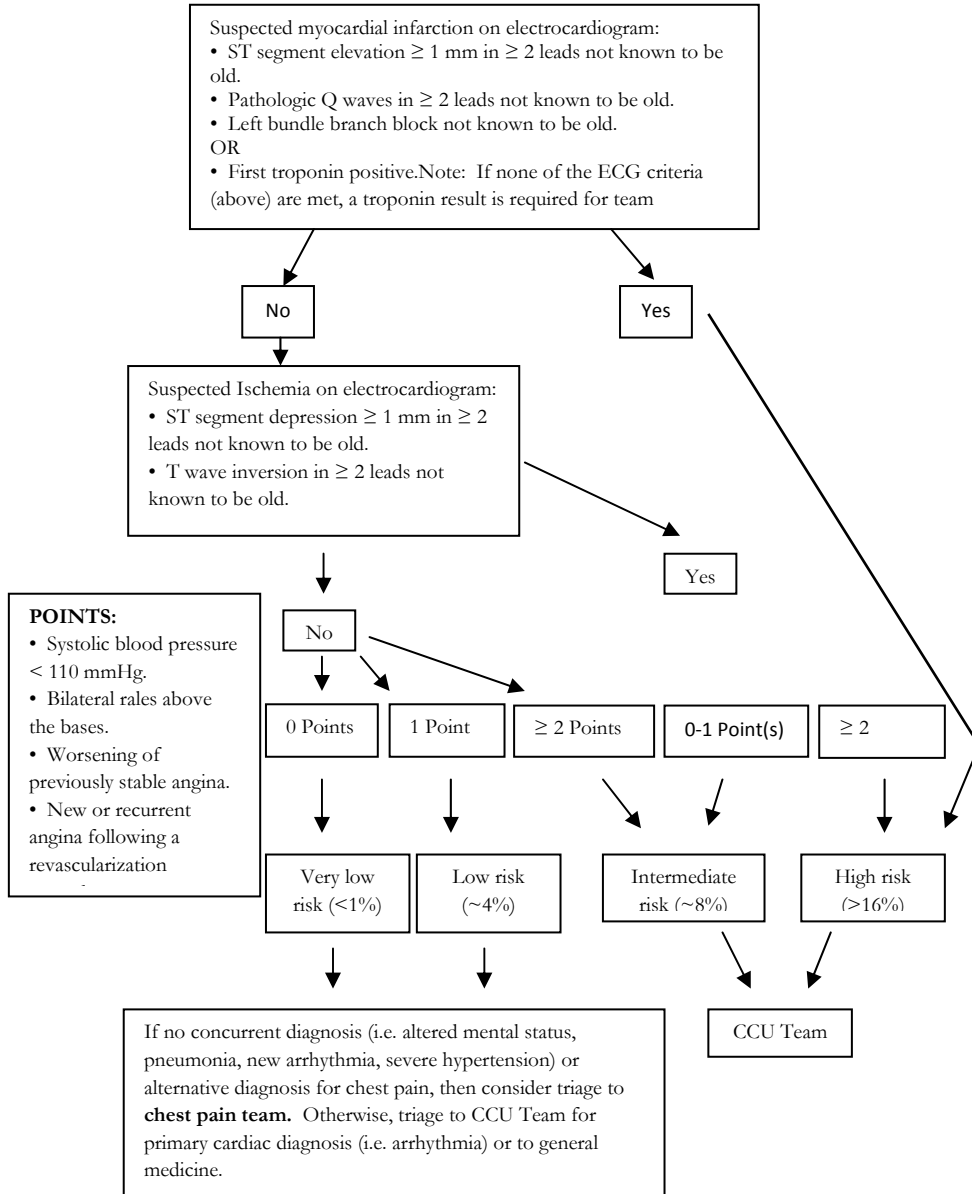 Suspected myocardial infarction on electrocardiogram:
• ST segment elevation ≥ 1 mm in ≥ 2 leads not known to be
old.
• Pathologic Q waves in ≥ 2 leads not known to be old.
• Left bundle branch block not known to be old.
OR
• First troponin positive.Note: If none of the ECG criteria
(above) are met, a troponin result is required for team
No
Yes
Suspected Ischemia on electrocardiogram:
• ST segment depression ≥ 1 mm in ≥ 2
leads not known to be old.
• T wave inversion in ≥ 2 leads not
known to be old.
Yes
No
POINTS:
• Systolic blood pressure
< 110 mmHg.
• Bilateral rales above
the bases.
• Worsening of
previously stable angina.
• New or recurrent
angina following a
revascularization
0 Points
1 Point
≥ 2 Points
0-1 Point(s)
≥ 2
Very low
risk (<1%)
Low risk
(~4%)
Intermediate
risk (~8%)
High risk
(>16%)
If no concurrent diagnosis (i.e. altered mental status,
pneumonia, new arrhythmia, severe hypertension) or
alternative diagnosis for chest pain, then consider triage to
chest pain team. Otherwise, triage to CCU Team for
primary cardiac diagnosis (i.e. arrhythmia) or to general
medicine.
CCU Team